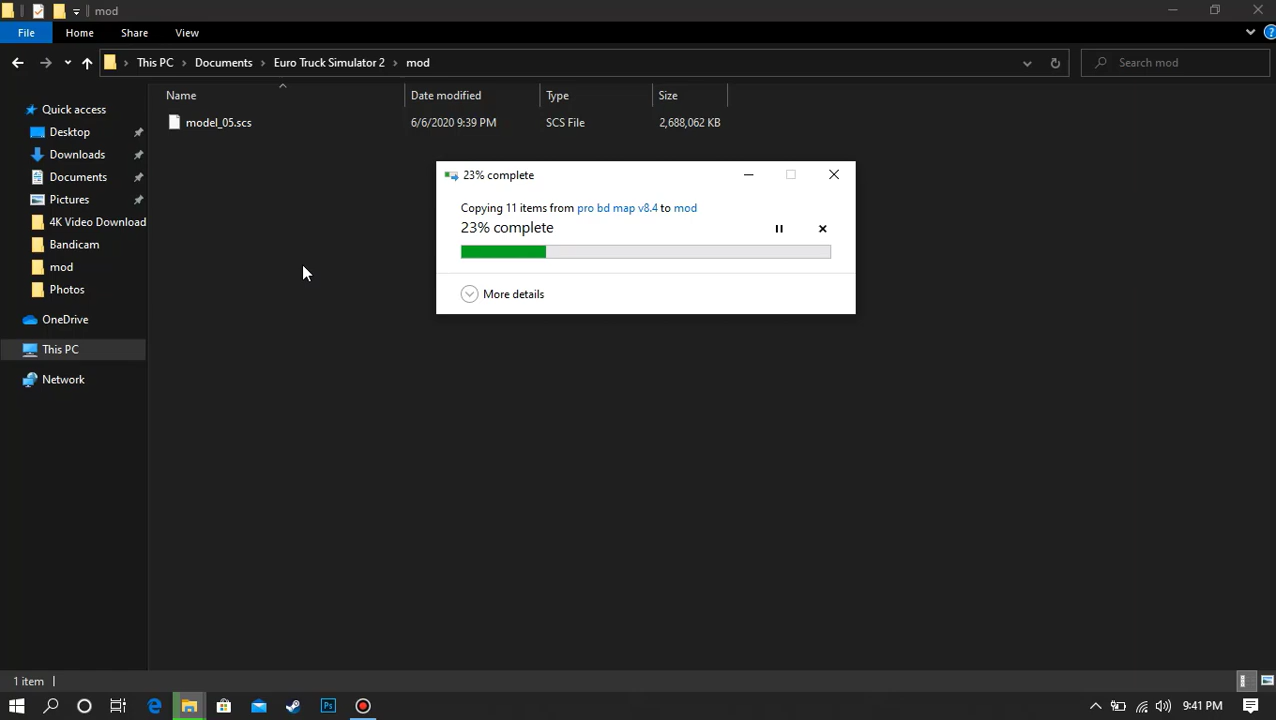 mod
File Home Share View
This PC Documents Euro Truck Simulator 2 mod Search mod
Name Date modified Type Size
model_05.scs 6/6/2020 9:39 PM SCS File 2,688,062 KB
Quick access
Desktop
Downloads
Documents
Pictures
4K Video Download
Bandicam
mod
Photos
OneDrive
This PC
Network
23% complete
Copying 11 items from pro bd map v8.4 to mod
23% complete
More details
1 item
Ps 9:41 PM